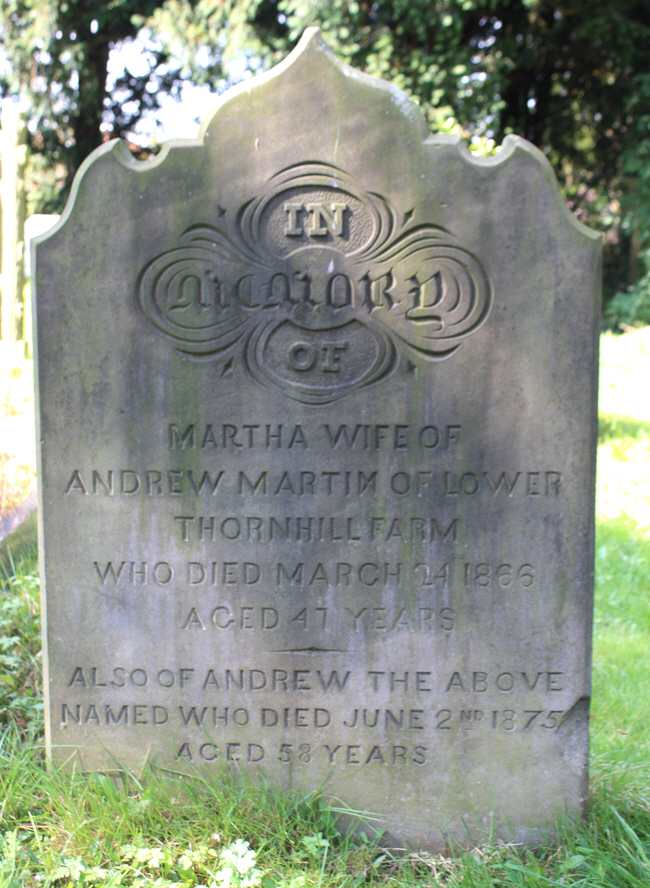 IN
MEMORY
OF
MARTHA WIFE OF
ANDREW MARTIN OF LOWER
THORNHILL FARM
WHO DIED MARCH 24 1866
AGED 47 YEARS
ALSO OF ANDREW THE ABOVE
NAMED WHO DIED JUNE 2ND 1875
AGED 58 YEARS